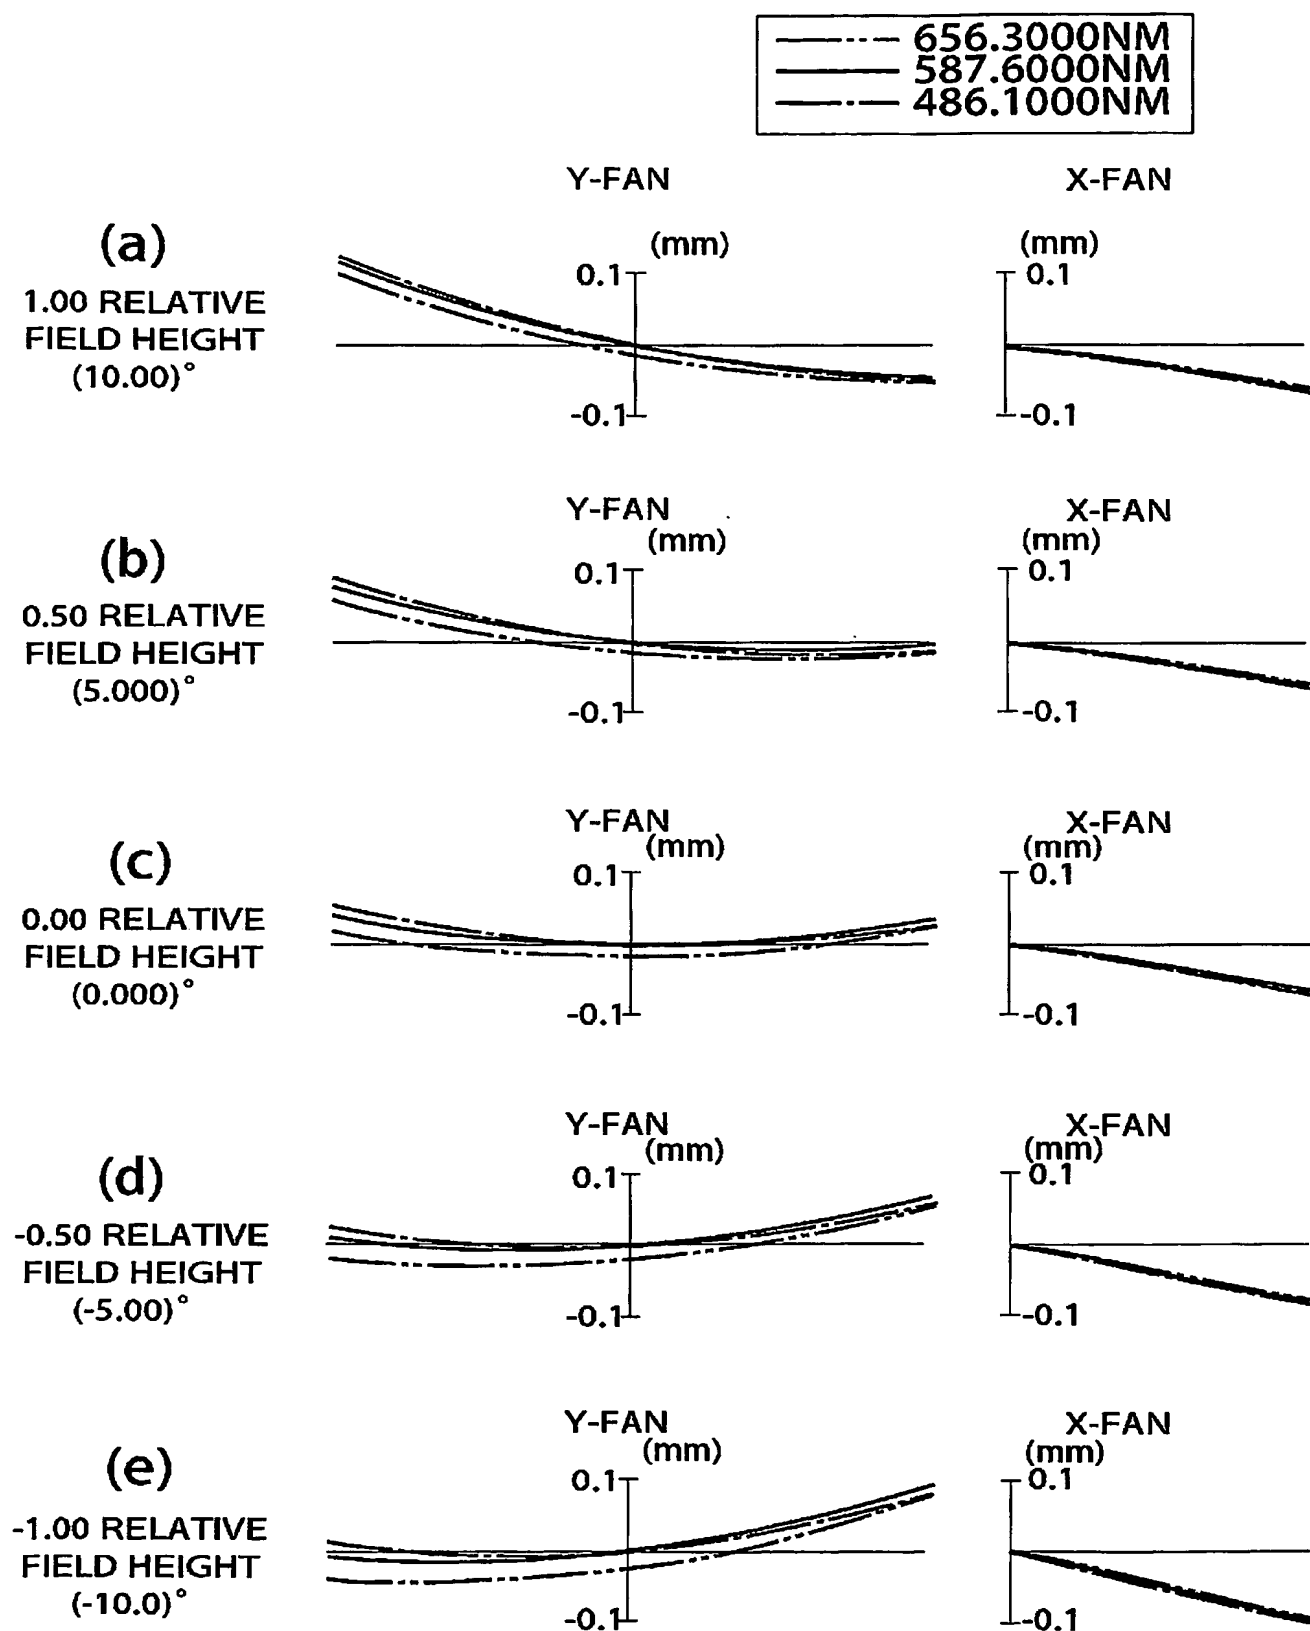 656.3000NM
587.6000NM
486.1000NM
Y-FAN
X-FAN
(a)
1.00 RELATIVE
FIELD HEIGHT
(10.00)°
(mm)
0.1
-0.1
(mm)
0.1
-0.1
Y-FAN
X-FAN
(b)
0.50 RELATIVE
FIELD HEIGHT
(5.000)°
(mm)
0.1
-0.1
(mm)
0.1
-0.1
Y-FAN
X-FAN
(c)
0.00 RELATIVE
FIELD HEIGHT
(0.000)°
(mm)
0.1
-0.1
(mm)
0.1
-0.1
Y-FAN
X-FAN
(d)
-0.50 RELATIVE
FIELD HEIGHT
(-5.00)°
(mm)
0.1
-0.1
(mm)
0.1
-0.1
Y-FAN
X-FAN
(e)
-1.00 RELATIVE
FIELD HEIGHT
(-10.0)°
(mm)
0.1
-0.1
(mm)
0.1
-0.1